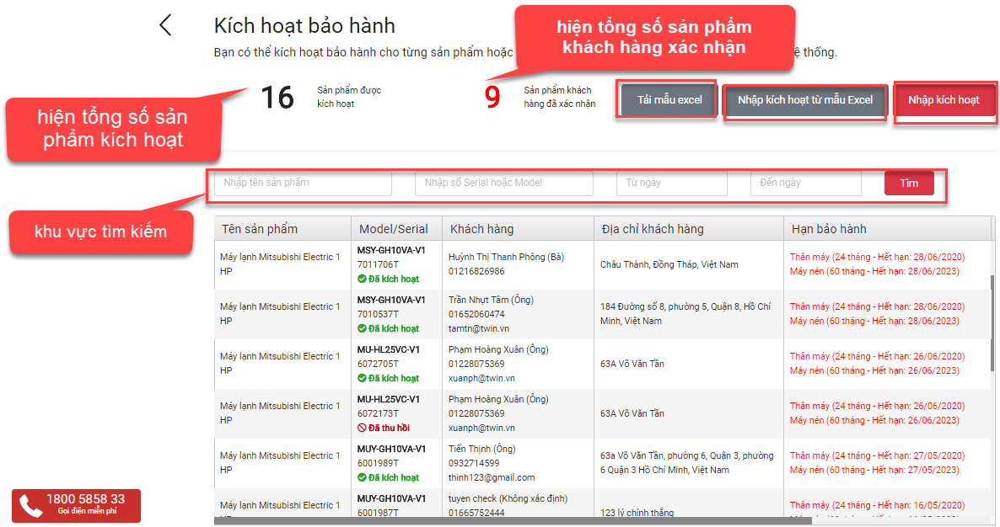 Kích hoạt bảo hành
Bạn có thể kích hoạt bảo hành cho từng sản phẩm hoặc
ệ thống.
hiện tổng số sản phẩm
khách hàng xác nhận
16
Sản phẩm được
kích hoạt
9
Sản phẩm khách
hàng đã xác nhận
Tải mẫu excel
Nhập kích hoạt từ mẫu Excel
Nhập kích hoạt
hiện tổng số sản
phẩm kích hoạt
Nhập tên sản phẩm
Nhập số Serial hoặc Model
Từ ngày
Đến ngày
Tìm
khu vực tìm kiếm
Tên sản phẩm
Model/Serial
Khách hàng
Địa chỉ khách hàng
Hạn bảo hành
Máy lạnh Mitsubishi Electric 1
HP
MSY-GH10VA-V1
7011706T
Đã kích hoạt
Huỳnh Thị Thanh Phông (Bà)
01216826986
Châu Thành, Đồng Tháp, Việt Nam
Thân máy (24 tháng - Hết hạn: 28/06/2020)
Máy nén (60 tháng - Hết hạn: 28/06/2023)
Máy lạnh Mitsubishi Electric 1
HP
MSY-GH10VA-V1
7010537T
Đã kích hoạt
Trần Nhựt Tâm (Ông)
01652060474
tamtn@twin.vn
184 Đường số 8, phường 5, Quận 8, Hồ Chí
Minh, Việt Nam
Thân máy (24 tháng - Hết hạn: 28/06/2020)
Máy nén (60 tháng - Hết hạn: 28/06/2023)
Máy lạnh Mitsubishi Electric 1
HP
MU-HL25VC-V1
6072705T
Đã kích hoạt
Phạm Hoàng Xuân (Ông)
01228075369
xuanph@twin.vn
63A Võ Văn Tần
Thân máy (24 tháng - Hết hạn: 26/06/2020)
Máy nén (60 tháng - Hết hạn: 26/06/2023)
Máy lạnh Mitsubishi Electric 1
HP
MU-HL25VC-V1
6072173T
Đã thu hồi
Phạm Hoàng Xuân (Ông)
01228075369
xuanph@twin.vn
63A Võ Văn Tần
Thân máy (24 tháng - Hết hạn: 26/06/2020)
Máy nén (60 tháng - Hết hạn: 26/06/2023)
Máy lạnh Mitsubishi Electric 1
HP
MUY-GH10VA-V1
6001989T
Đã kích hoạt
Tiến Thịnh (Ông)
0932714599
thinh123@gmail.com
63a Võ Văn Tần, phường 6, Quận 3, phường
6 Quận 3 Hồ Chí Minh, Việt Nam
Thân máy (24 tháng - Hết hạn: 27/05/2020)
Máy nén (60 tháng - Hết hạn: 27/05/2023)
Máy lạnh Mitsubishi Electric 1
HP
MUY-GH10VA-V1
6001987T
tuyen check (Không xác định)
01665752444
123 lý chính thắng
Thân máy (24 tháng - Hết hạn: 16/05/2020)
1800 5858 33
Gọi điện miễn phí